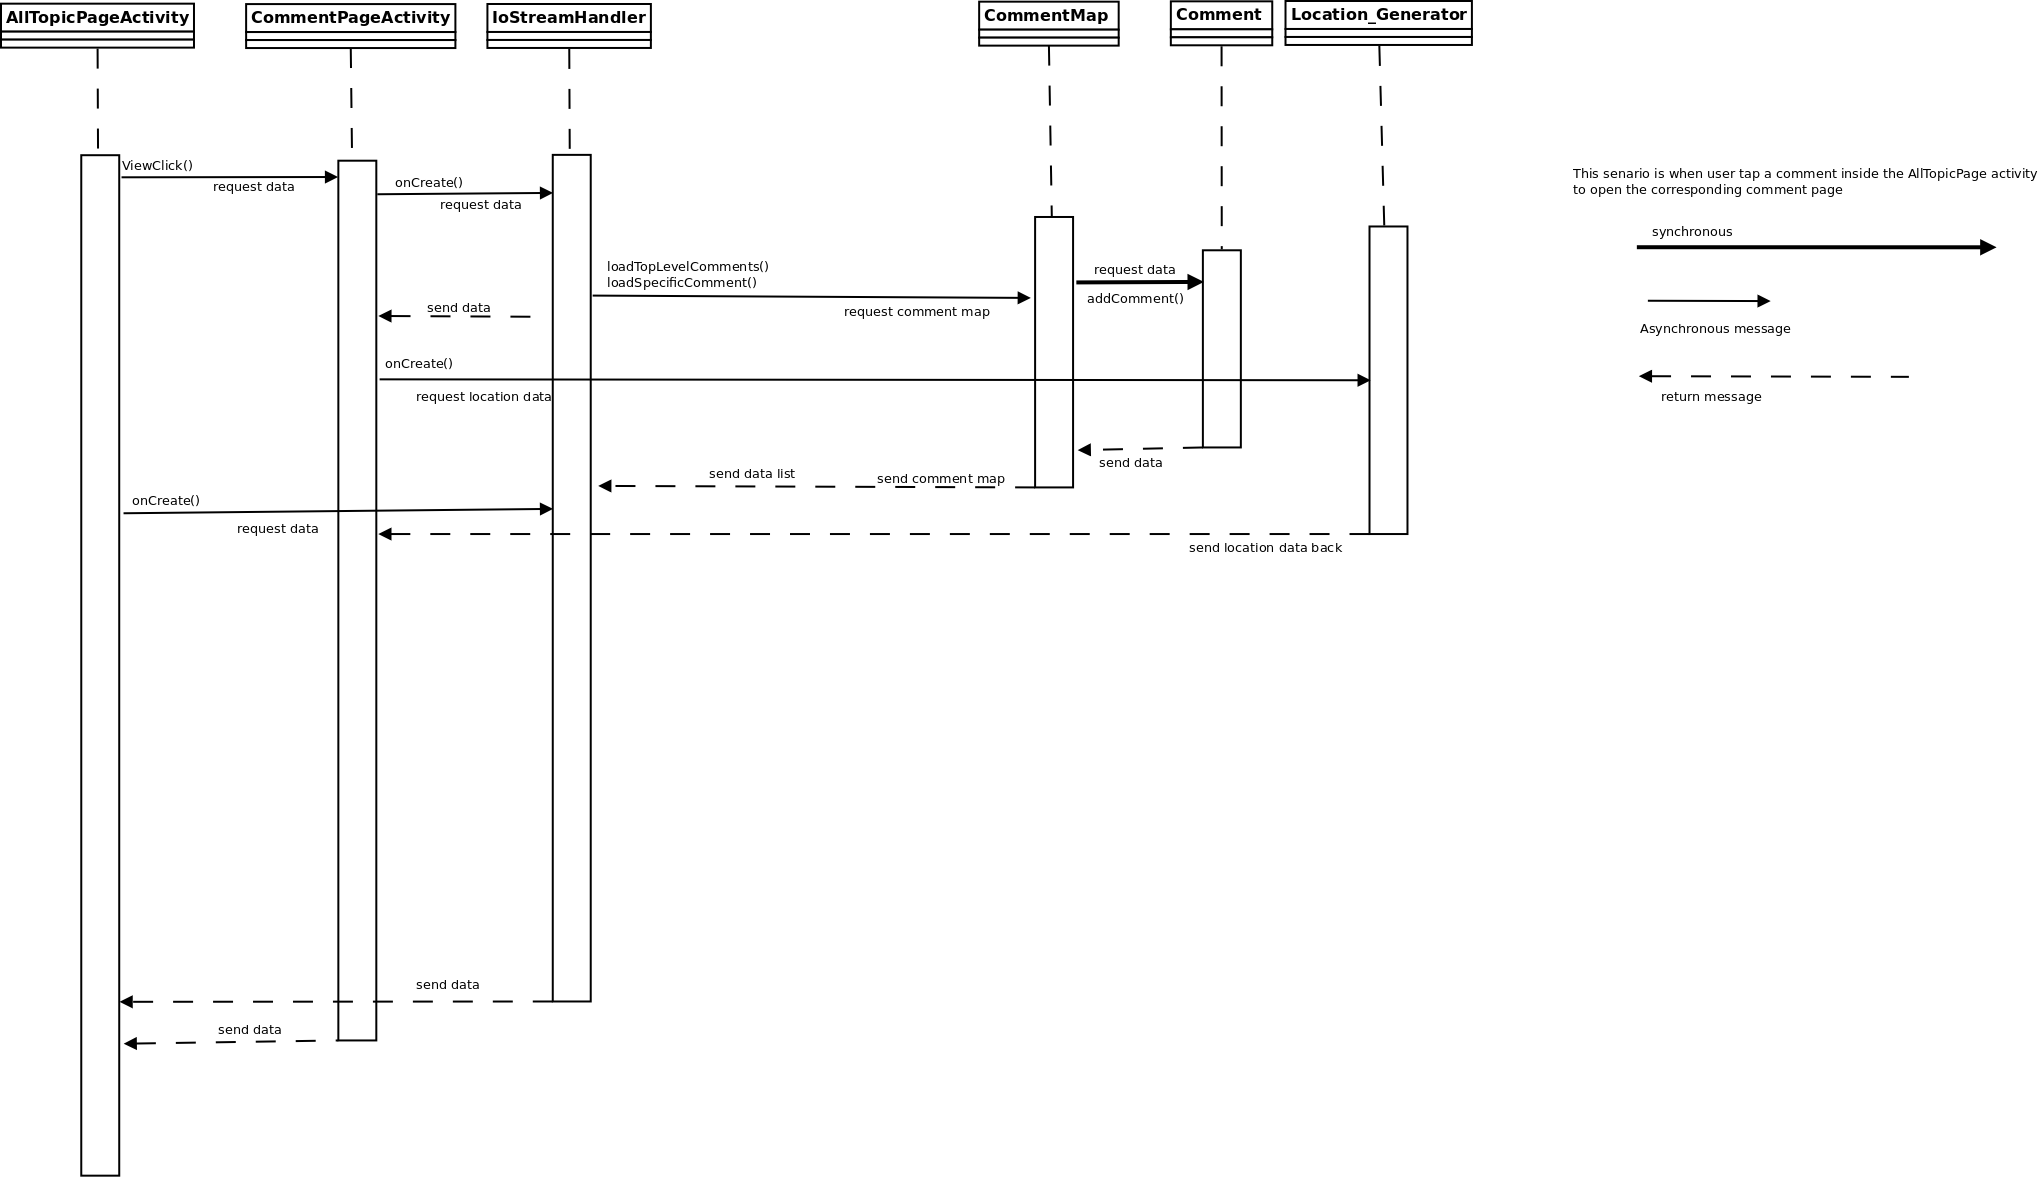 AllTopicPageActivity
CommentPageActivity
IoStreamHandler
CommentMap
Comment
Location_Generator
ViewClick()
request data
onCreate()
request data
This senario is when user tap a comment inside the AllTopicPage activity
to open the corresponding comment page
synchronous
loadTopLevelComments()
loadSpecificComment()
request comment map
request data
addComment()
send data
Asynchronous message
onCreate()
request location data
return message
send data
send data list
send comment map
onCreate()
request data
send location data back
send data
send data